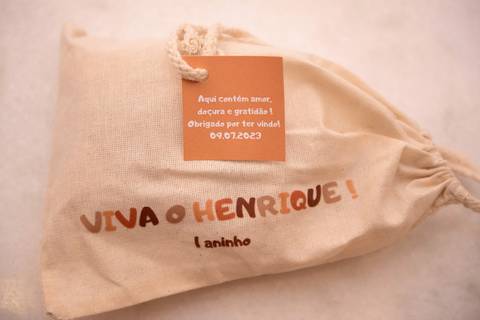 Aqui contém amor,
doçura e gratidão !
Obrigado por ter vindo!
09.07.2023
VIVA O HENRIQUE !
1 aninho